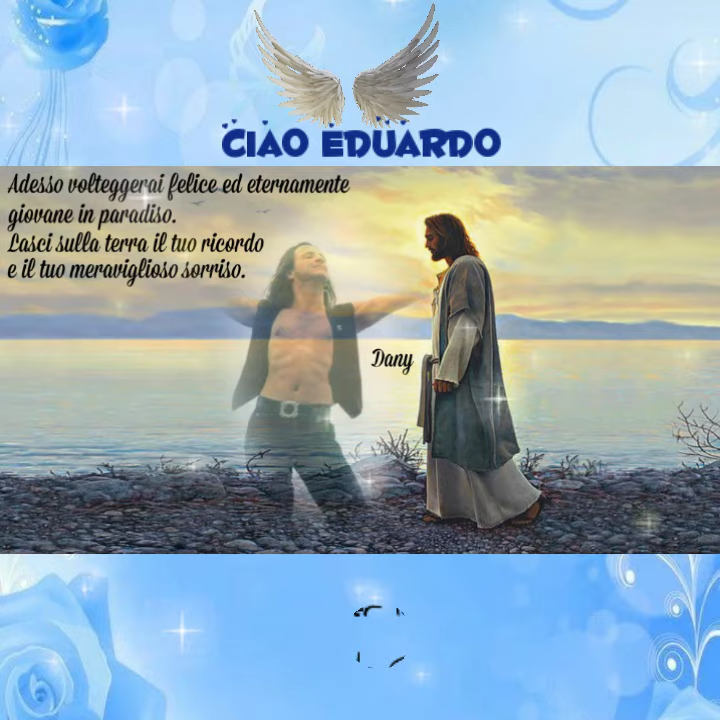 CIAO EDUARDO
Adesso volteggerai felice ed eternamente
giovane in paradiso.
Lasci sulla terra il tuo ricordo
e il tuo meraviglioso sorriso.
Dany